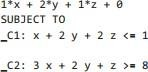 1*x + 2*y + 1*z + 0
SUBJECT TO
_C1: x + 2 y + 2 z <= 1
_C2: 3 x + 2 y + z >= 8